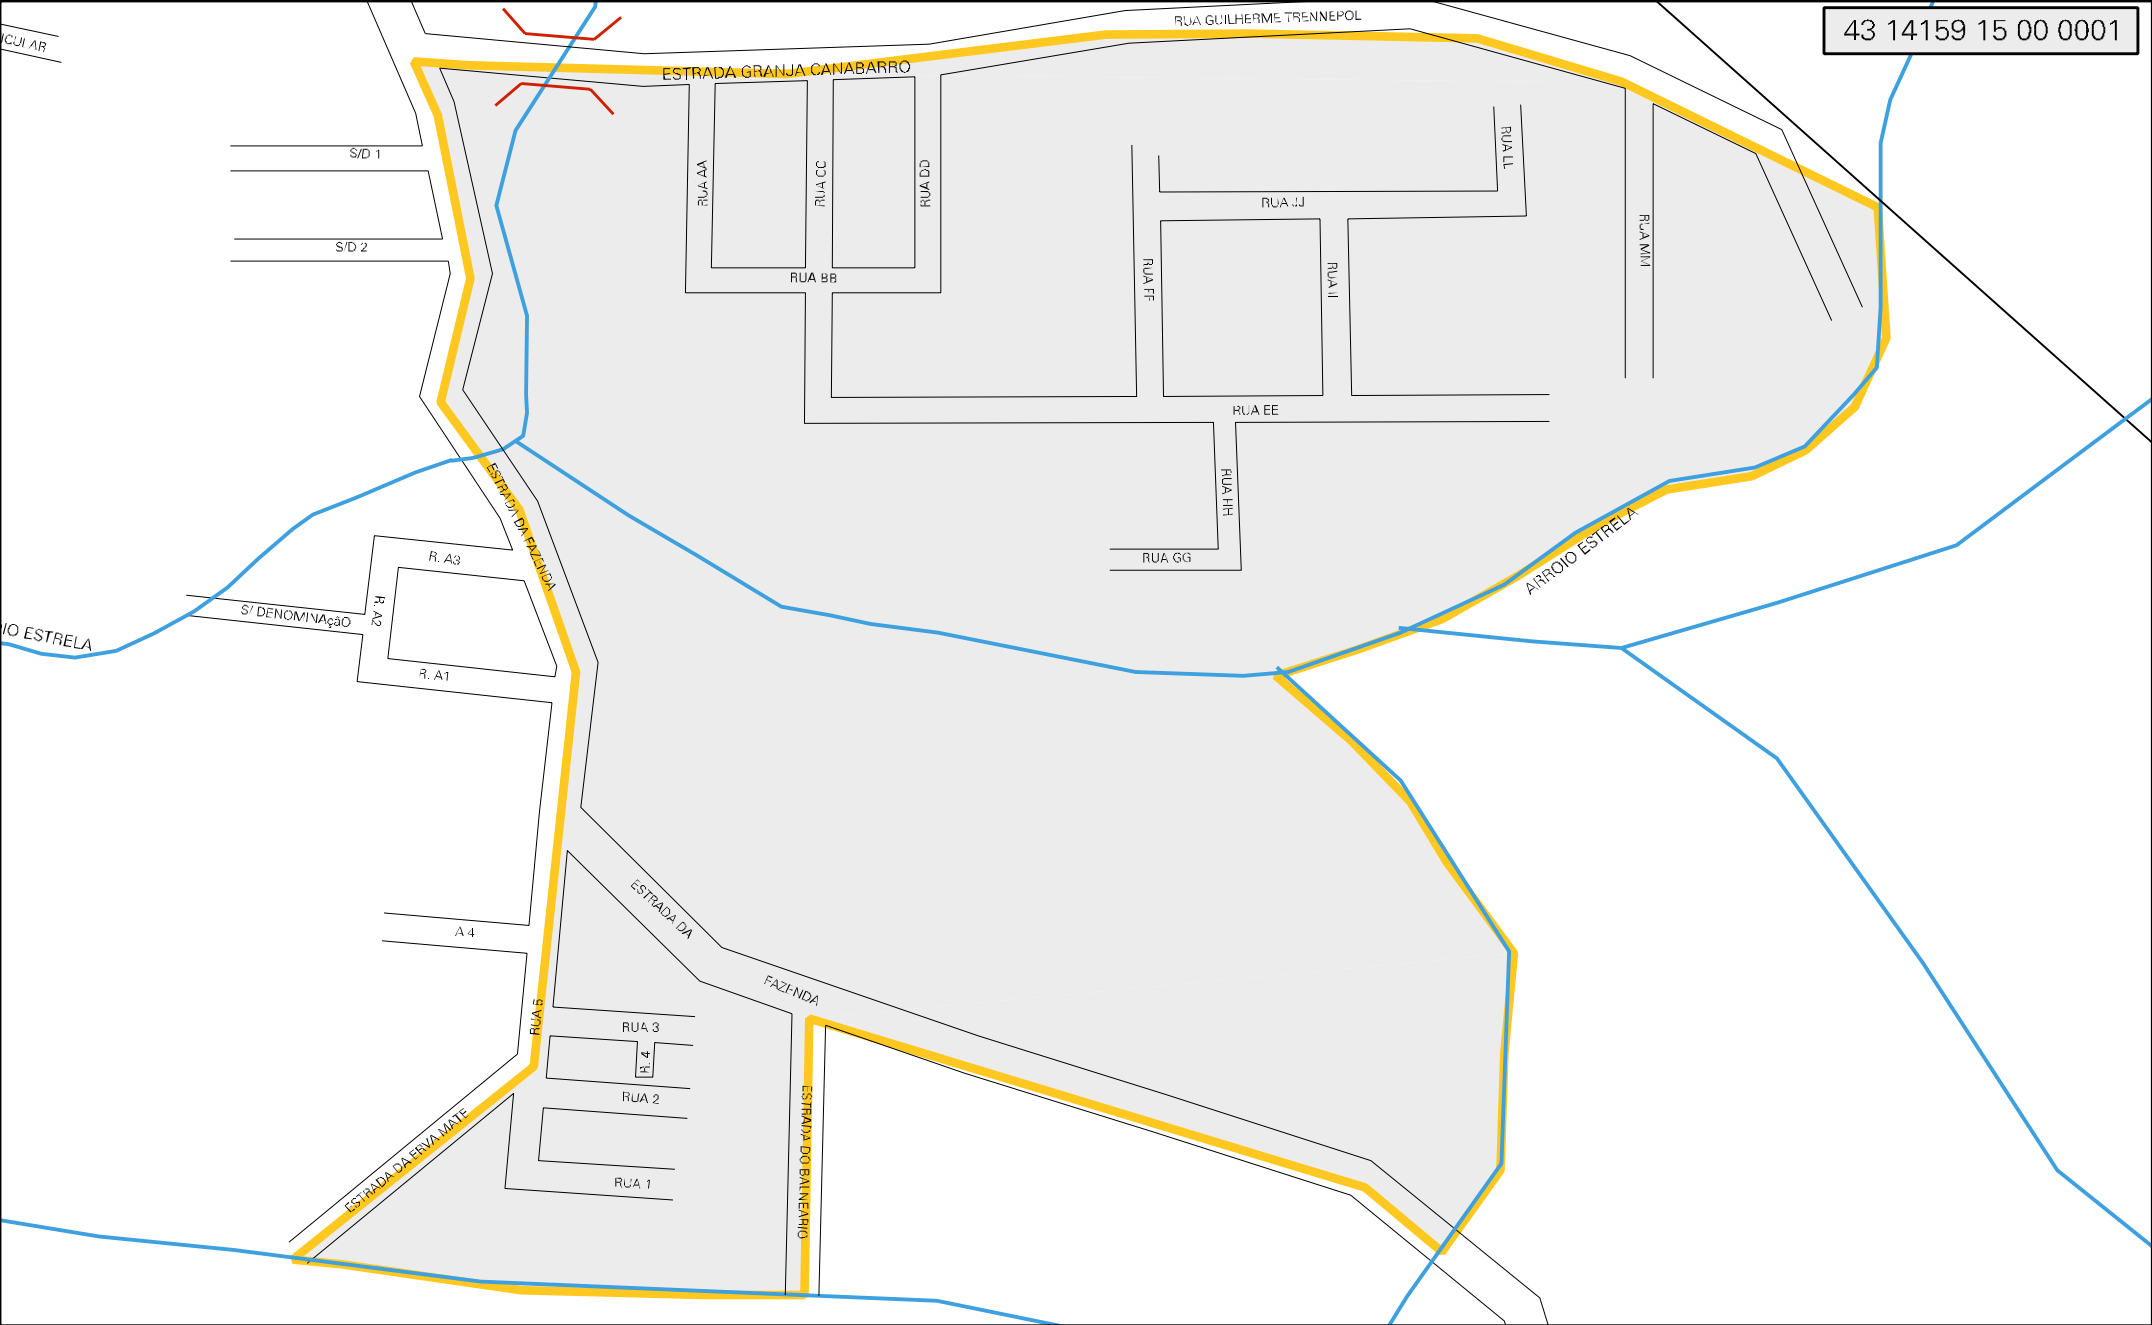 RUA GUILHERME TRENNEPOL
43 14159 15 00 0001
ICULAR
ESTRADA GRANJA CANABARRO
S/D 1
RUA AA
RUA CC
RUA DD
RUA LL
RUA JJ
S/D 2
RUA BB
RUA FF
RUA II
RUA MM
RUA EE
ESTRADA DA FAZENDA
RUA HH
RUA GG
ARROIO ESTRELA
R. A3
R. A2
S/ DENOMINAçãO
IO ESTRELA
R. A1
ESTRADA DA
A 4
FAZENDA
RUA 5
RUA 3
R. 4
RUA 2
ESTRADA DA ERVA MATE
ESTRADA DO BALNEARIO
RUA 1